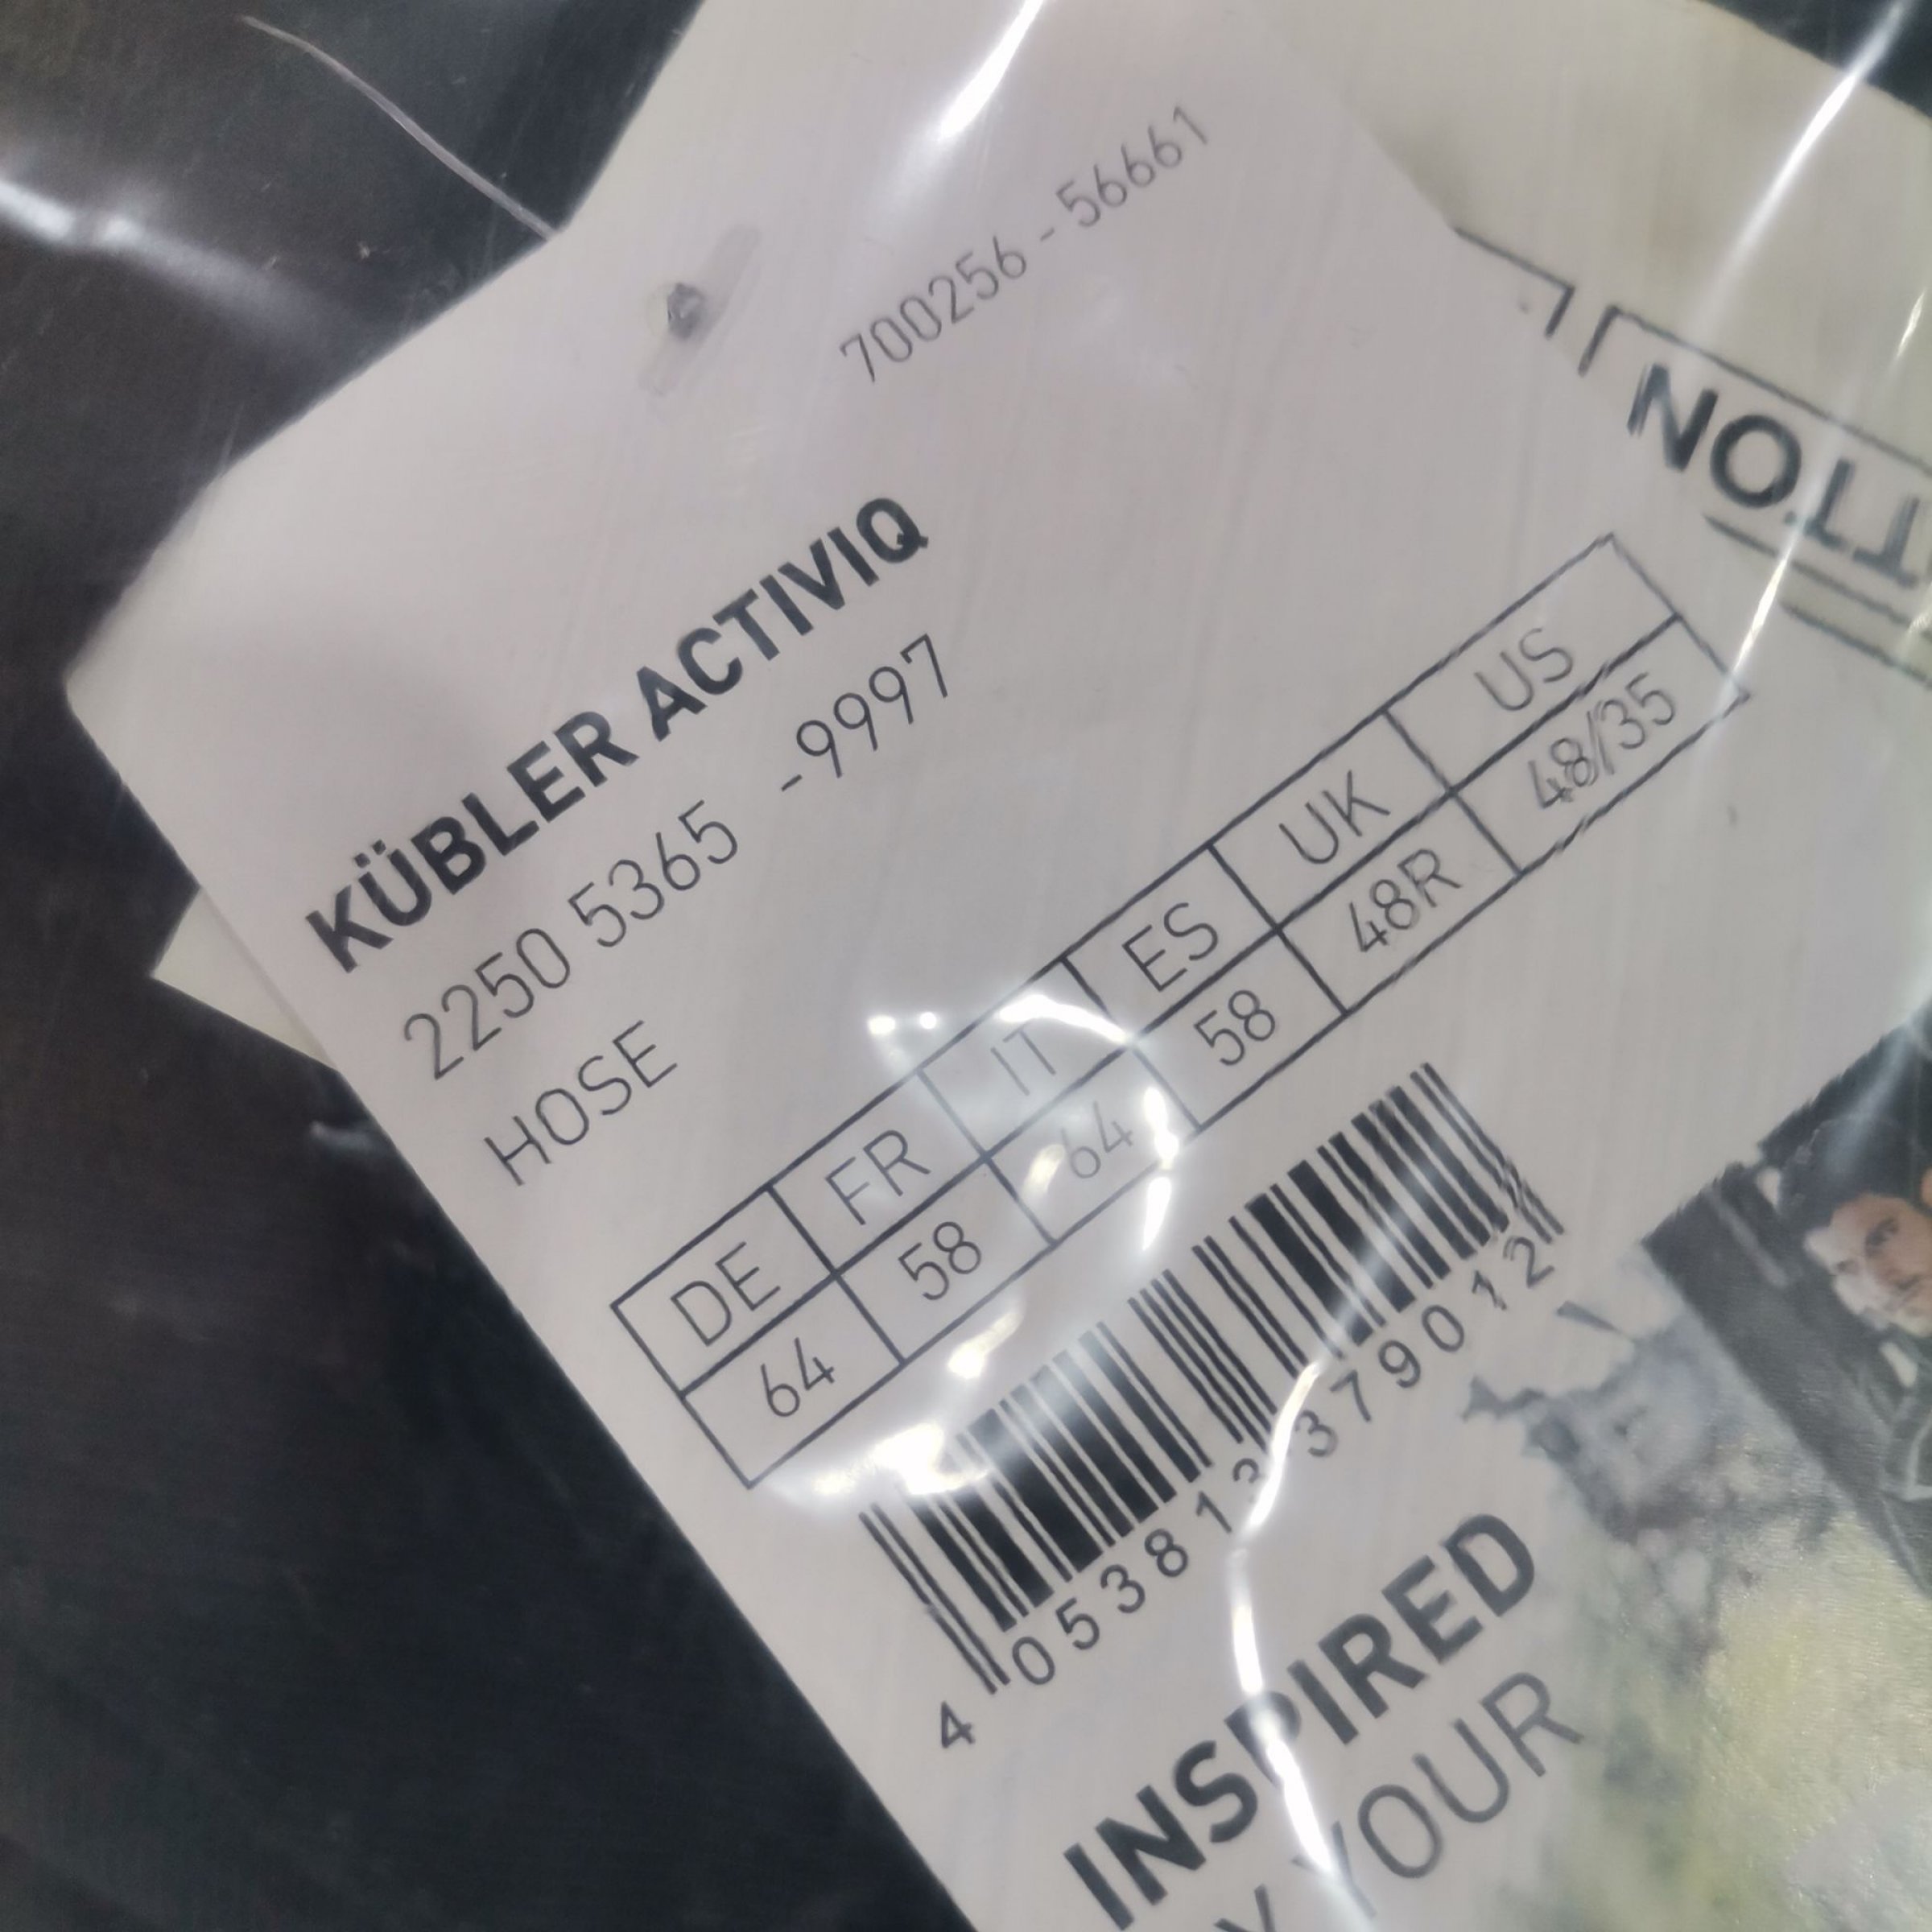 700256 - 56661
KÜBLER ACTIVIQ
2250 5365 -9997
HOSE
DE FR IT ES UK US
64 58 64 58 48R 48/35
4 053813 379012
INSPIRED
YOUR